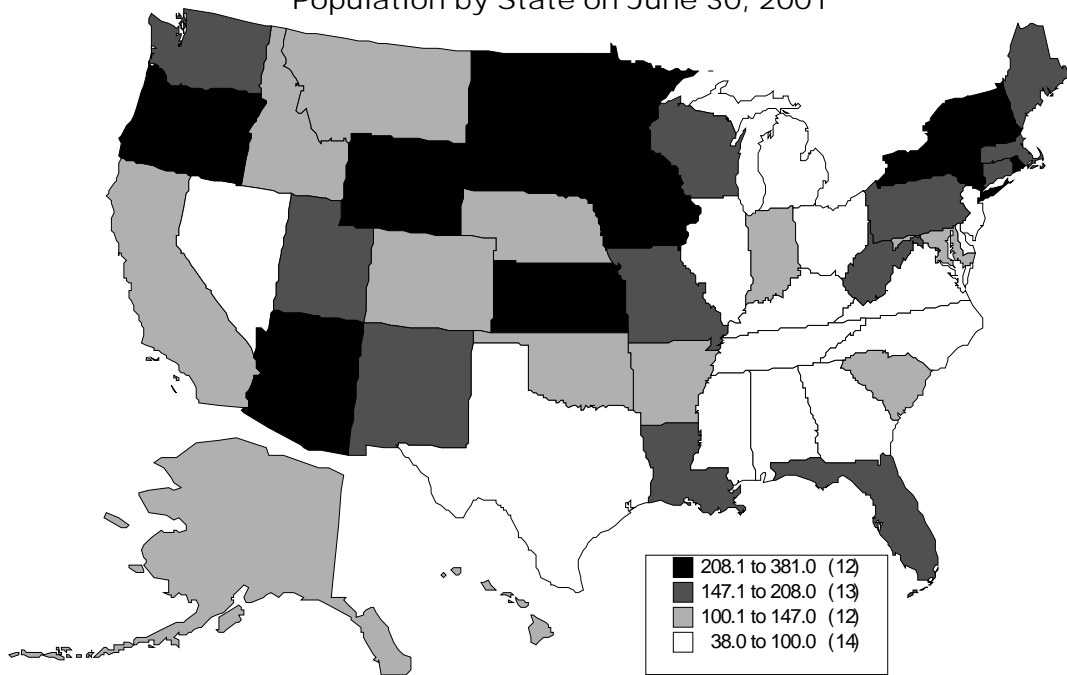 Population by State on June 30, 2001
208.1 to 381.0 (12)
147.1 to 208.0 (13)
100.1 to 147.0 (12)
38.0 to 100.0 (14)